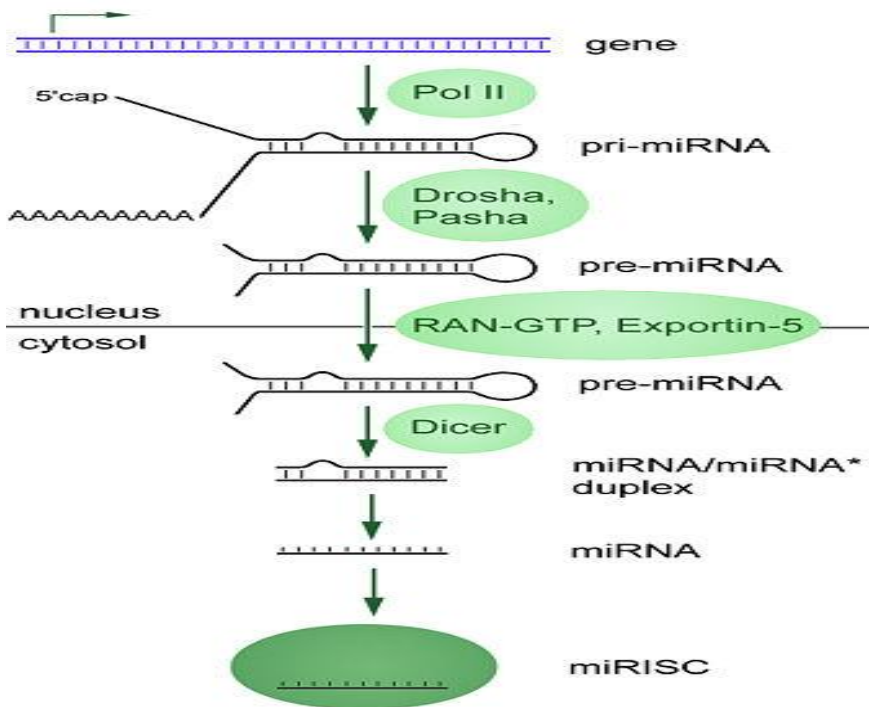 gene
Pol II
5'cap
pri-miRNA
Drosha,
Pasha
AAAAAAAAA
pre-miRNA
nucleus
RAN-GTP, Exportin-5
cytosol
pre-miRNA
Dicer
miRNA/miRNA*
duplex
miRNA
miRISC